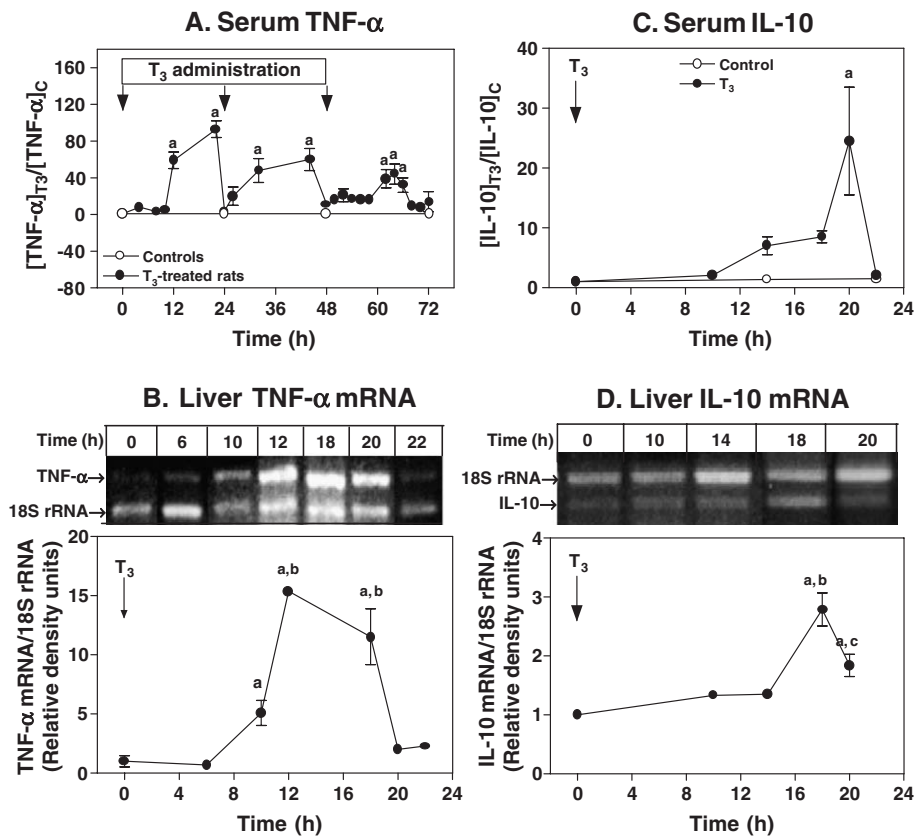 A. Serum TNF-α
[TNF-α]T3/[TNF-α]C
160
120
80
40
0
-40
-80
T3 administration
a
a
a
a
a
a
a
Controls
T3-treated rats
0 12 24 36 48 60 72
Time (h)
C. Serum IL-10
[IL-10]T3/[IL-10]C
40
30
20
10
0
T3
Control
T3
a
0 4 8 12 16 20 24
Time (h)
B. Liver TNF-α mRNA
Time (h) 0 6 10 12 18 20 22
TNF-α
18S rRNA
TNF-α mRNA/18S rRNA
(Relative density units)
20
15
10
5
0
T3
a
a,b
a,b
0 4 8 12 16 20 24
Time (h)
D. Liver IL-10 mRNA
Time (h) 0 10 14 18 20
18S rRNA
IL-10
IL-10 mRNA/18S rRNA
(Relative density units)
4
3
2
1
0
T3
a,b
a,c
0 4 8 12 16 20 24
Time (h)